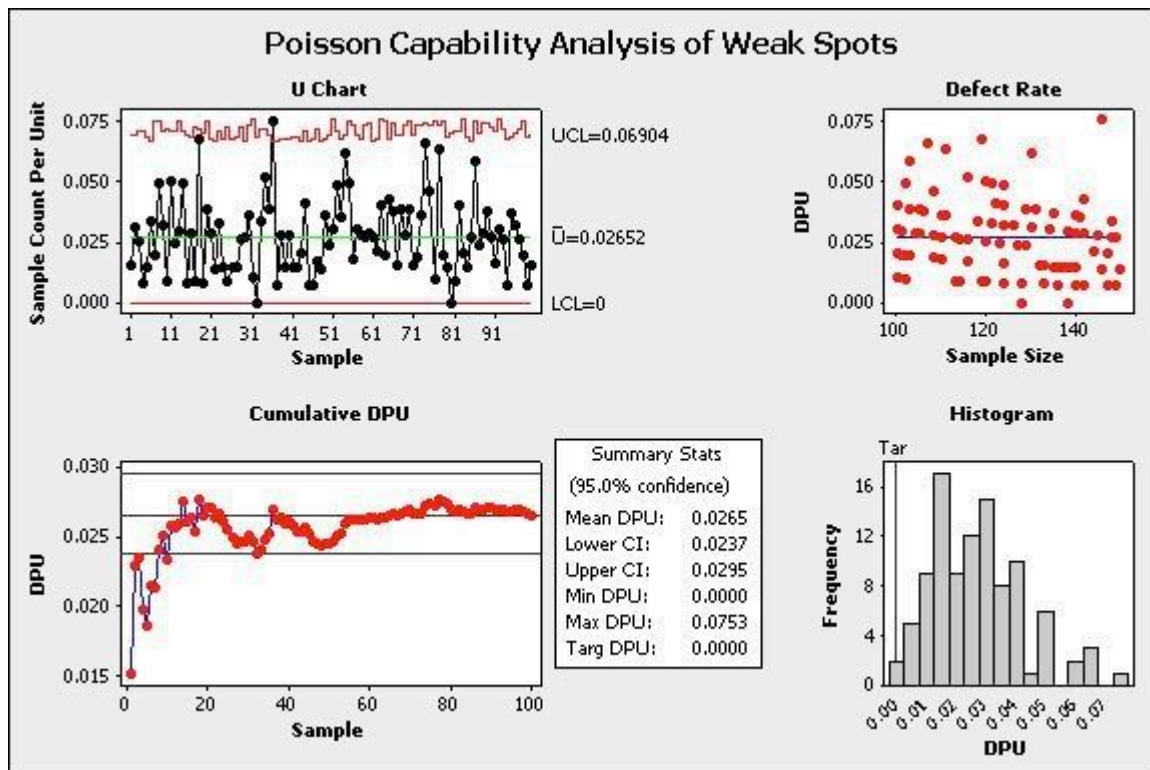 Poisson Capability Analysis of Weak Spots
U Chart
Sample Count Per Unit
0.075
0.050
0.025
0.000
UCL=0.06904
Ū=0.02652
LCL=0
1 11 21 31 41 51 61 71 81 91
Sample
Defect Rate
DPU
0.075
0.050
0.025
0.000
100 120 140
Sample Size
Cumulative DPU
DPU
0.030
0.025
0.020
0.015
0 20 40 60 80 100
Sample
Summary Stats
(95.0% confidence)
Mean DPU: 0.0265
Lower CI: 0.0237
Upper CI: 0.0295
Min DPU: 0.0000
Max DPU: 0.0753
Targ DPU: 0.0000
Histogram
Tar
Frequency
16
12
8
4
0
0.00 0.01 0.02 0.03 0.04 0.05 0.06 0.07
DPU